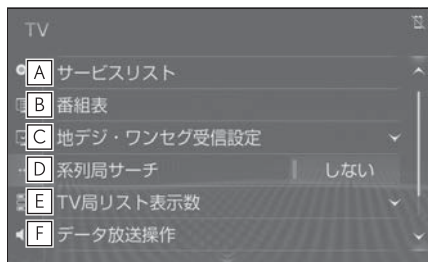 TV
A サービスリスト
B 番組表
C 地デジ・ワンセグ受信設定
D 系列局サーチ しない
E TV局リスト表示数
F データ放送操作